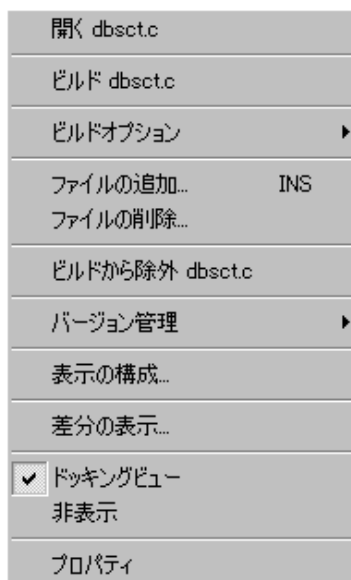 開く dbsct.c
ビルド dbsct.c
ビルドオプション
ファイルの追加... INS
ファイルの削除...
ビルドから除外 dbsct.c
バージョン管理
表示の構成...
差分の表示...
ドッキングビュー
非表示
プロパティ